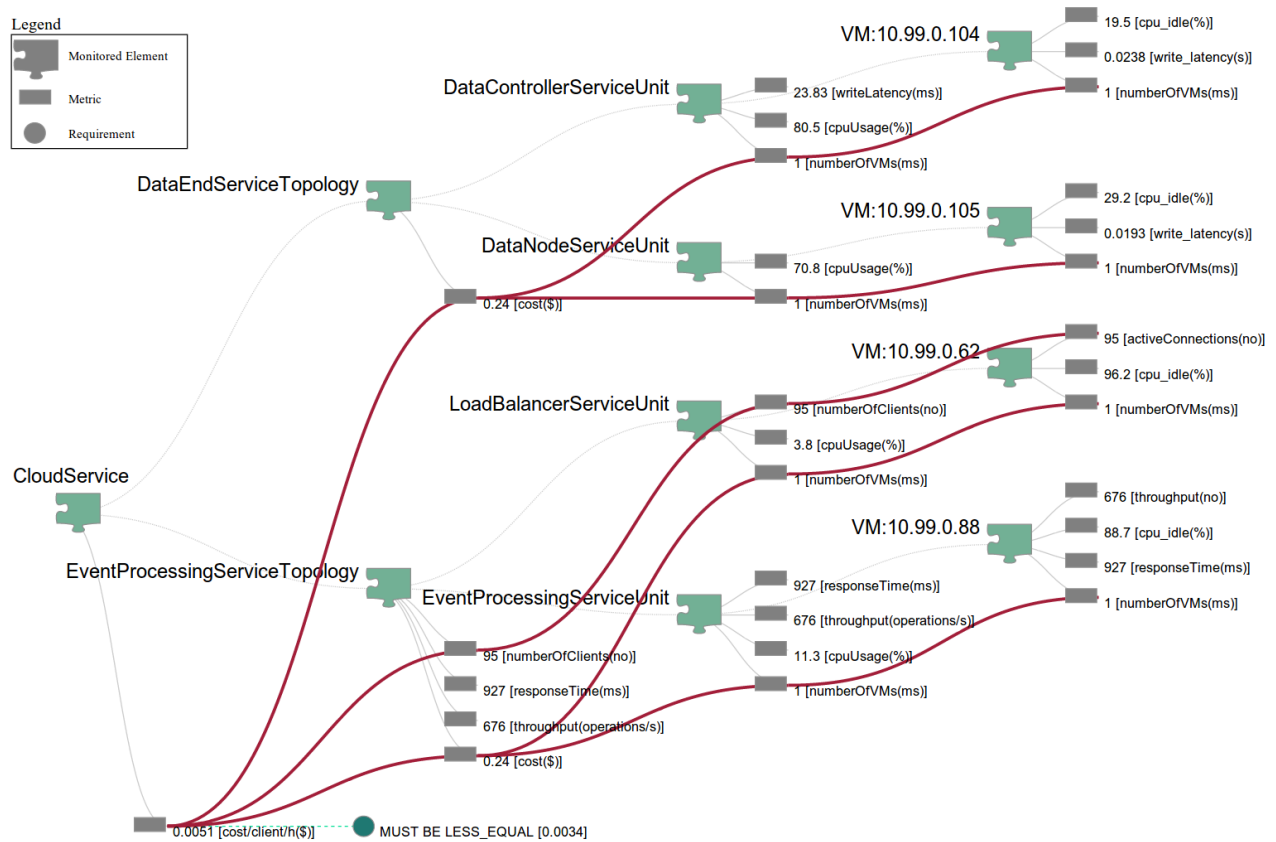 Legend
Monitored Element
Metric
Requirement
VM:10.99.0.104
19.5 [cpu_idle(%)]
0.0238 [write_latency(s)]
1 [numberOfVMs(ms)]
DataControllerServiceUnit
23.83 [writeLatency(ms)]
80.5 [cpuUsage(%)]
1 [numberOfVMs(ms)]
DataEndServiceTopology
VM:10.99.0.105
29.2 [cpu_idle(%)]
0.0193 [write_latency(s)]
1 [numberOfVMs(ms)]
DataNodeServiceUnit
70.8 [cpuUsage(%)]
1 [numberOfVMs(ms)]
0.24 [cost($)]
VM:10.99.0.62
95 [activeConnections(no)]
96.2 [cpu_idle(%)]
1 [numberOfVMs(ms)]
LoadBalancerServiceUnit
95 [numberOfClients(no)]
3.8 [cpuUsage(%)]
1 [numberOfVMs(ms)]
CloudService
VM:10.99.0.88
676 [throughput(no)]
88.7 [cpu_idle(%)]
927 [responseTime(ms)]
1 [numberOfVMs(ms)]
EventProcessingServiceTopology
EventProcessingServiceUnit
927 [responseTime(ms)]
676 [throughput(operations/s)]
11.3 [cpuUsage(%)]
1 [numberOfVMs(ms)]
95 [numberOfClients(no)]
927 [responseTime(ms)]
676 [throughput(operations/s)]
0.24 [cost($)]
0.0051 [cost/client/h($)]
MUST BE LESS_EQUAL [0.0034]